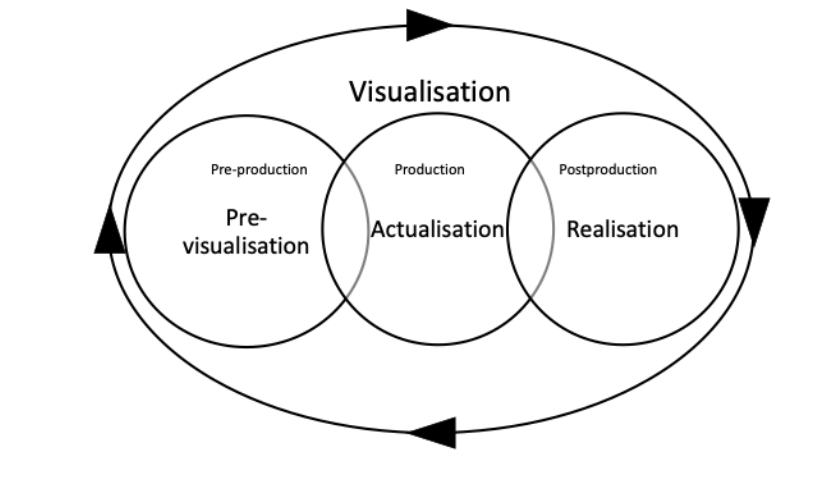 Visualisation
Pre-production
Pre-
visualisation
Production
Actualisation
Postproduction
Realisation